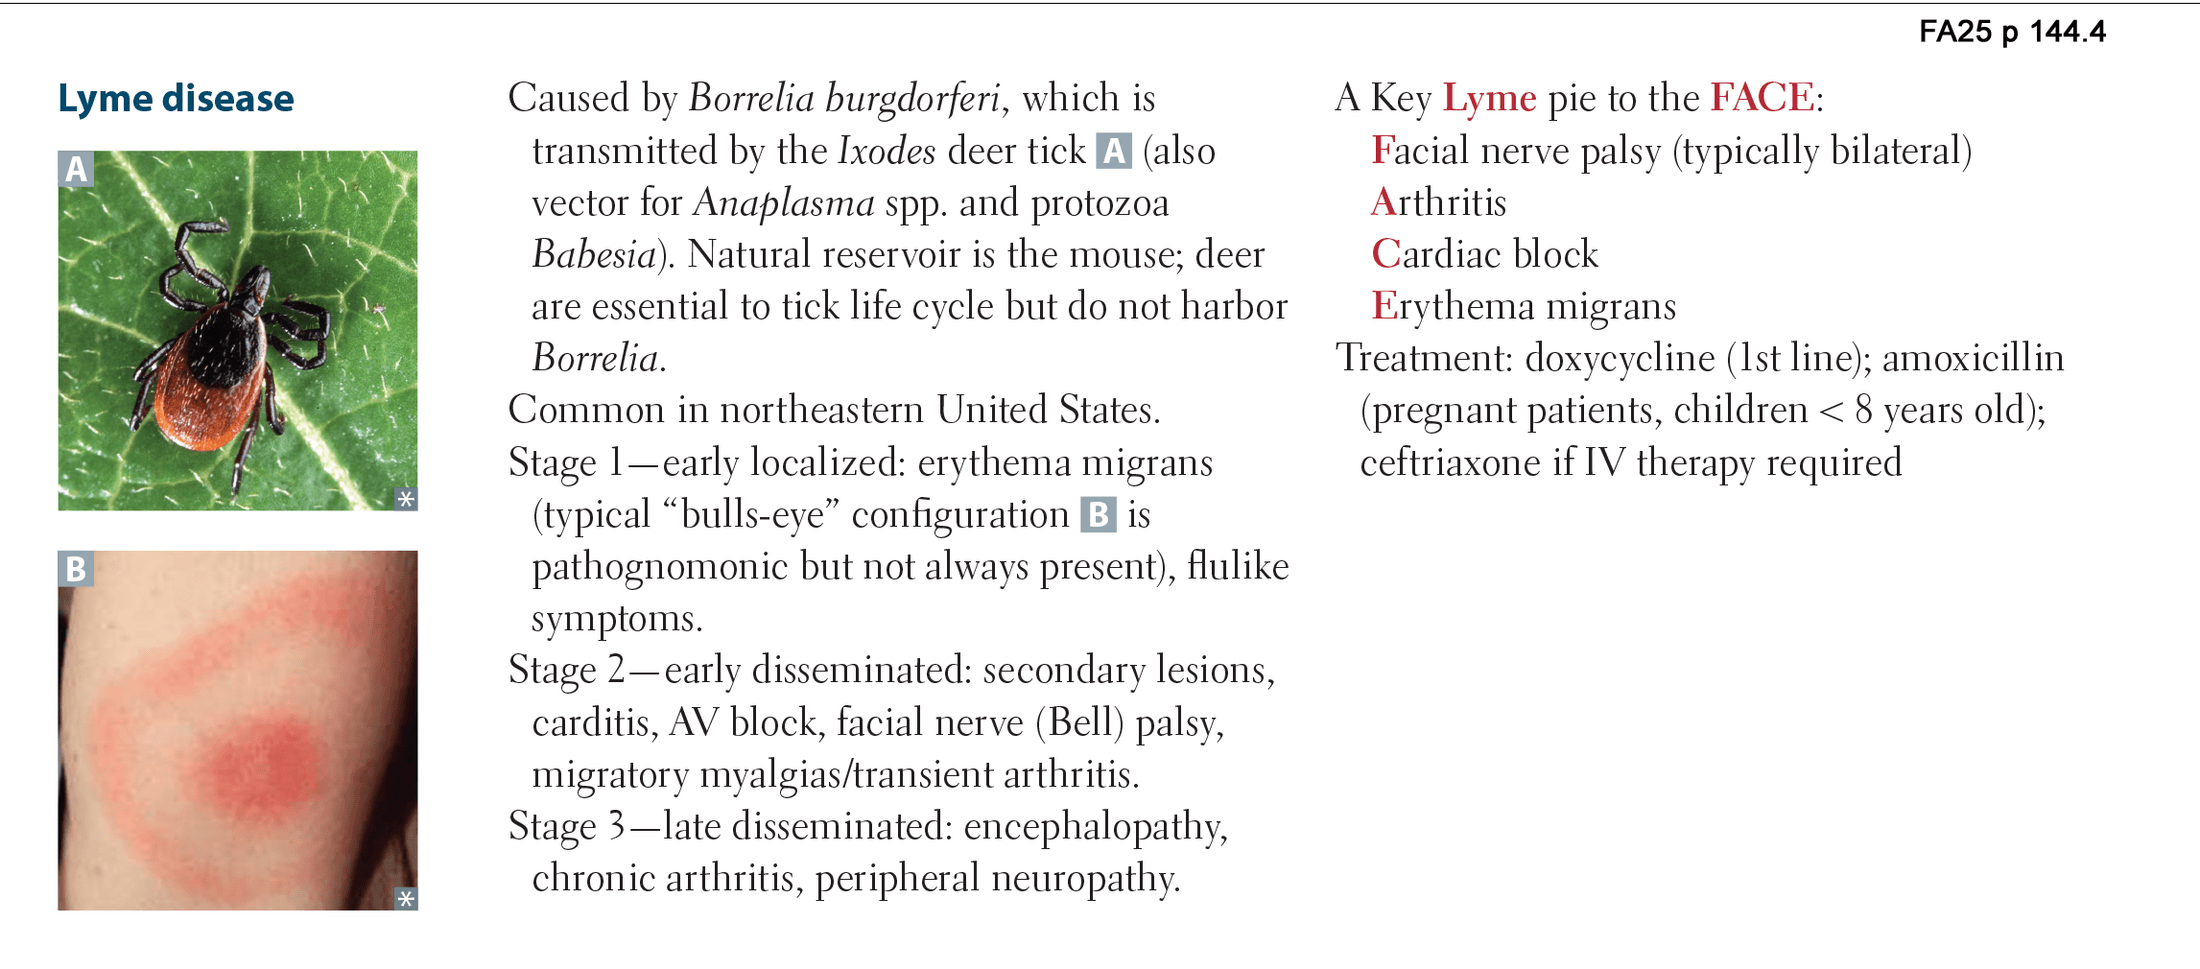 FA25 p 144.4
Lyme disease
A
*
B
*
Caused by Borrelia burgdorferi, which is
transmitted by the Ixodes deer tick A (also
vector for Anaplasma spp. and protozoa
Babesia). Natural reservoir is the mouse; deer
are essential to tick life cycle but do not harbor
Borrelia.
Common in northeastern United States.
Stage 1—early localized: erythema migrans
(typical “bulls-eye” configuration B is
pathognomonic but not always present), flulike
symptoms.
Stage 2—early disseminated: secondary lesions,
carditis, AV block, facial nerve (Bell) palsy,
migratory myalgias/transient arthritis.
Stage 3—late disseminated: encephalopathy,
chronic arthritis, peripheral neuropathy.
A Key Lyme pie to the FACE:
Facial nerve palsy (typically bilateral)
Arthritis
Cardiac block
Erythema migrans
Treatment: doxycycline (1st line); amoxicillin
(pregnant patients, children < 8 years old);
ceftriaxone if IV therapy required